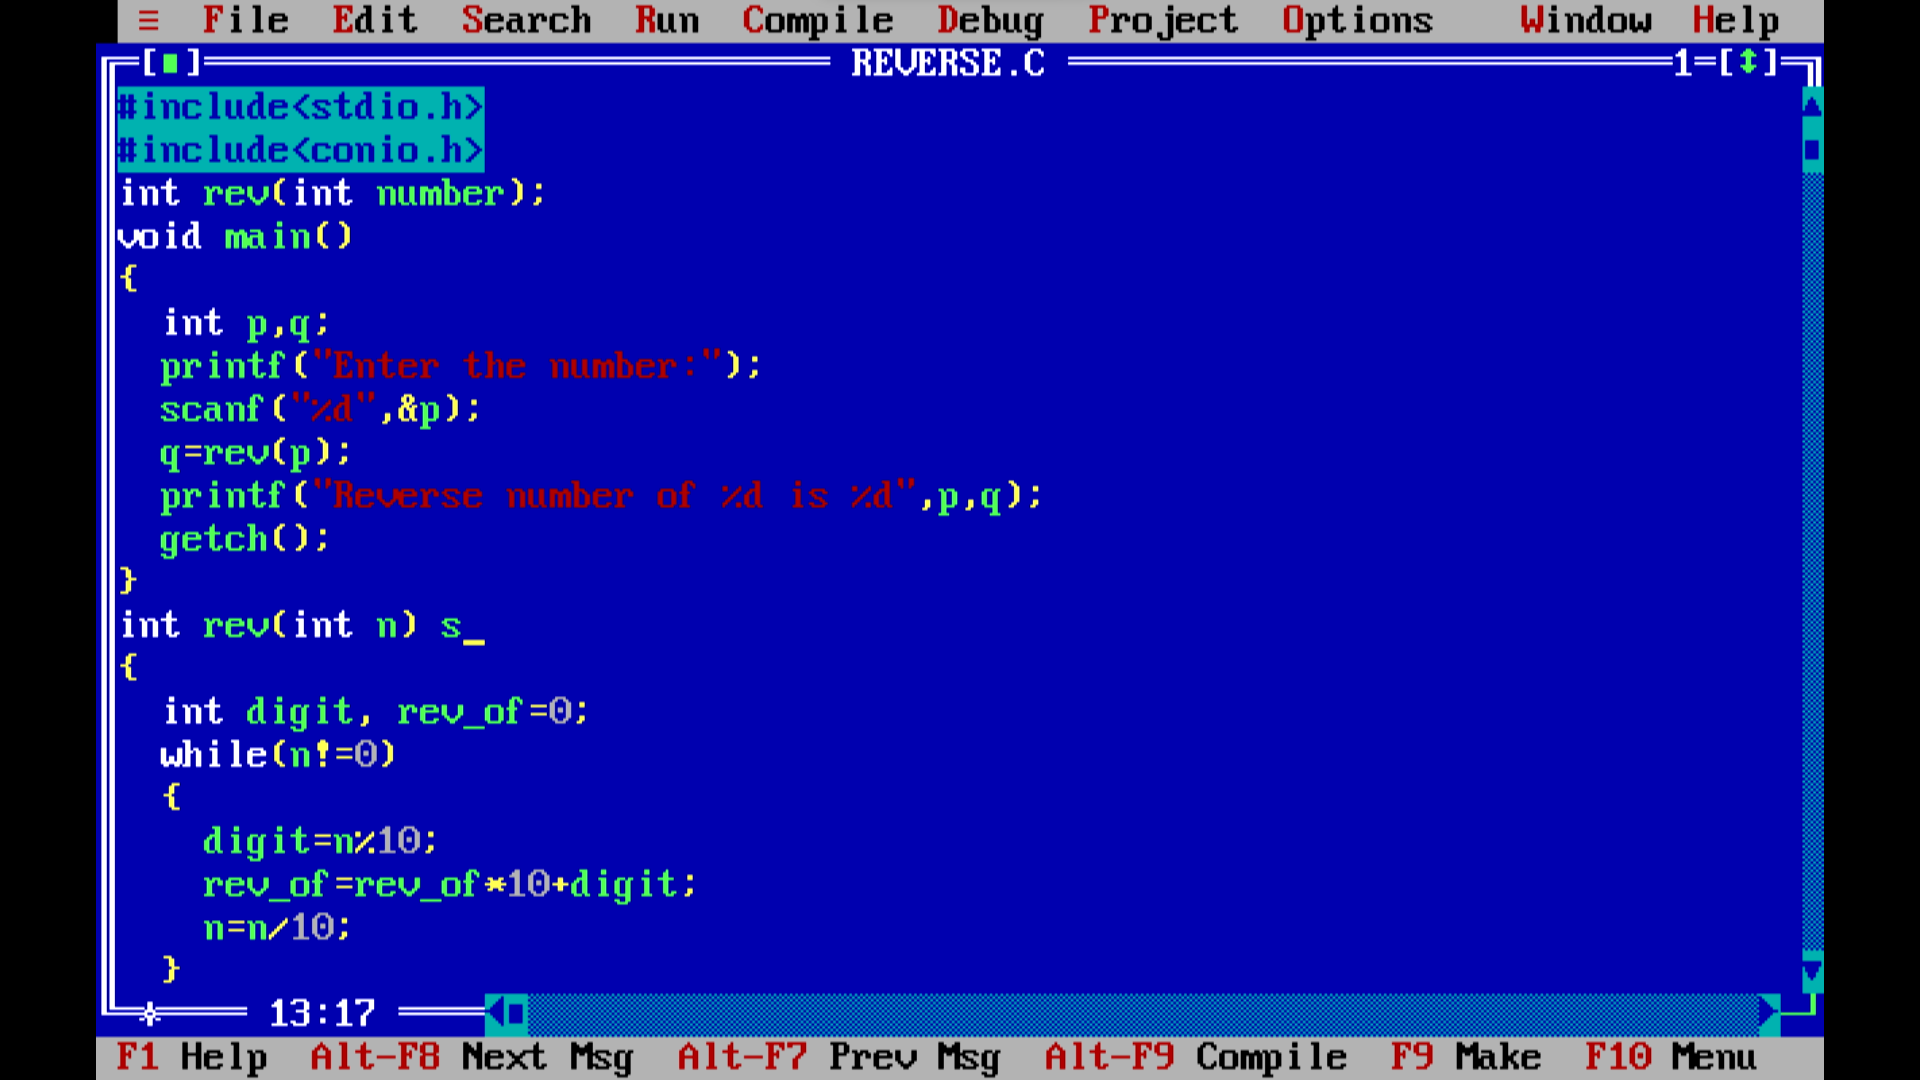 ≡ File Edit Search Run Compile Debug Project Options Window Help
[■] REVERSE.C 1=[↕]
#include<stdio.h>
#include<conio.h>
int rev(int number);
void main()
{
  int p,q;
  printf("Enter the number:");
  scanf("%d",&p);
  q=rev(p);
  printf("Reverse number of %d is %d",p,q);
  getch();
}
int rev(int n) s_
{
  int digit, rev_of=0;
  while(n!=0)
  {
    digit=n%10;
    rev_of=rev_of*10+digit;
    n=n/10;
  }
13:17
F1 Help Alt-F8 Next Msg Alt-F7 Prev Msg Alt-F9 Compile F9 Make F10 Menu